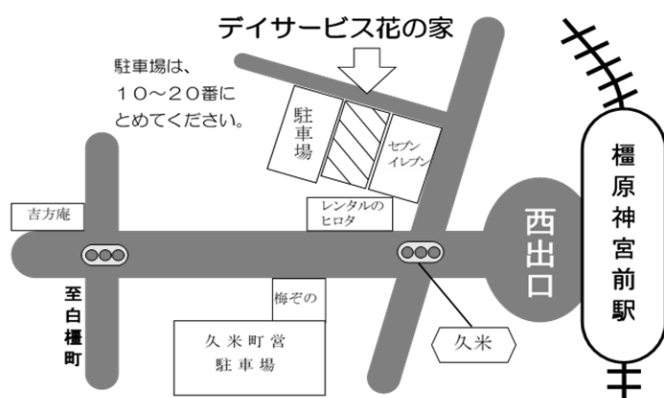 デイサービス花の家
駐車場は、
１０～２０番に
とめてください。
駐車場
セブン
イレブン
吉方庵
レンタルの
ヒロタ
西出口
橿原神宮前駅
至白橿町
梅ぞの
久米町営
駐車場
久米